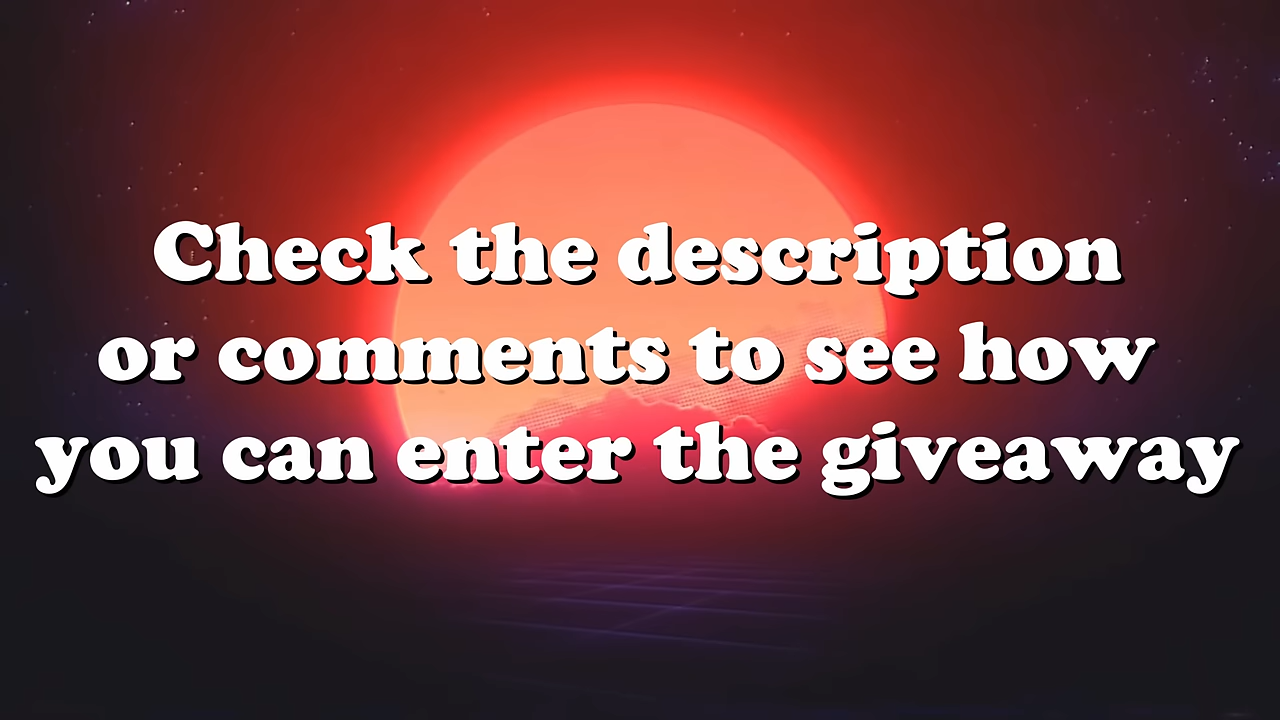 Check the description
or comments to see how
you can enter the giveaway